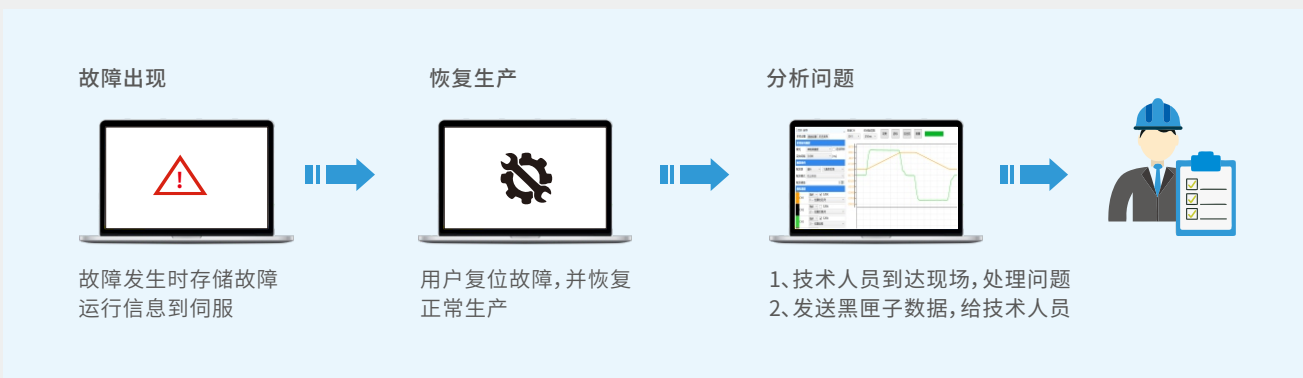 故障出现
恢复生产
分析问题
故障发生时存储故障
运行信息到伺服
用户复位故障,并恢复
正常生产
1、技术人员到达现场,处理问题
2、发送黑匣子数据,给技术人员